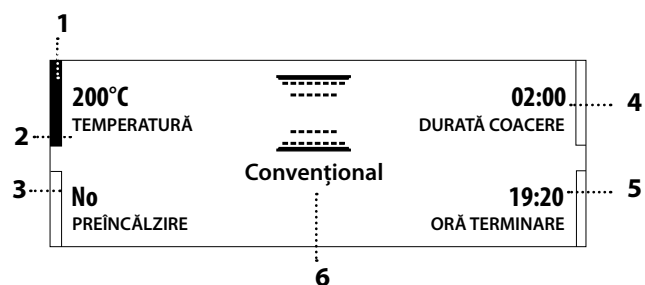 1
200°C
02:00
4
2
TEMPERATURĂ
DURATĂ COACERE
Convențional
3
No
19:20
5
PREÎNCĂLZIRE
ORĂ TERMINARE
6